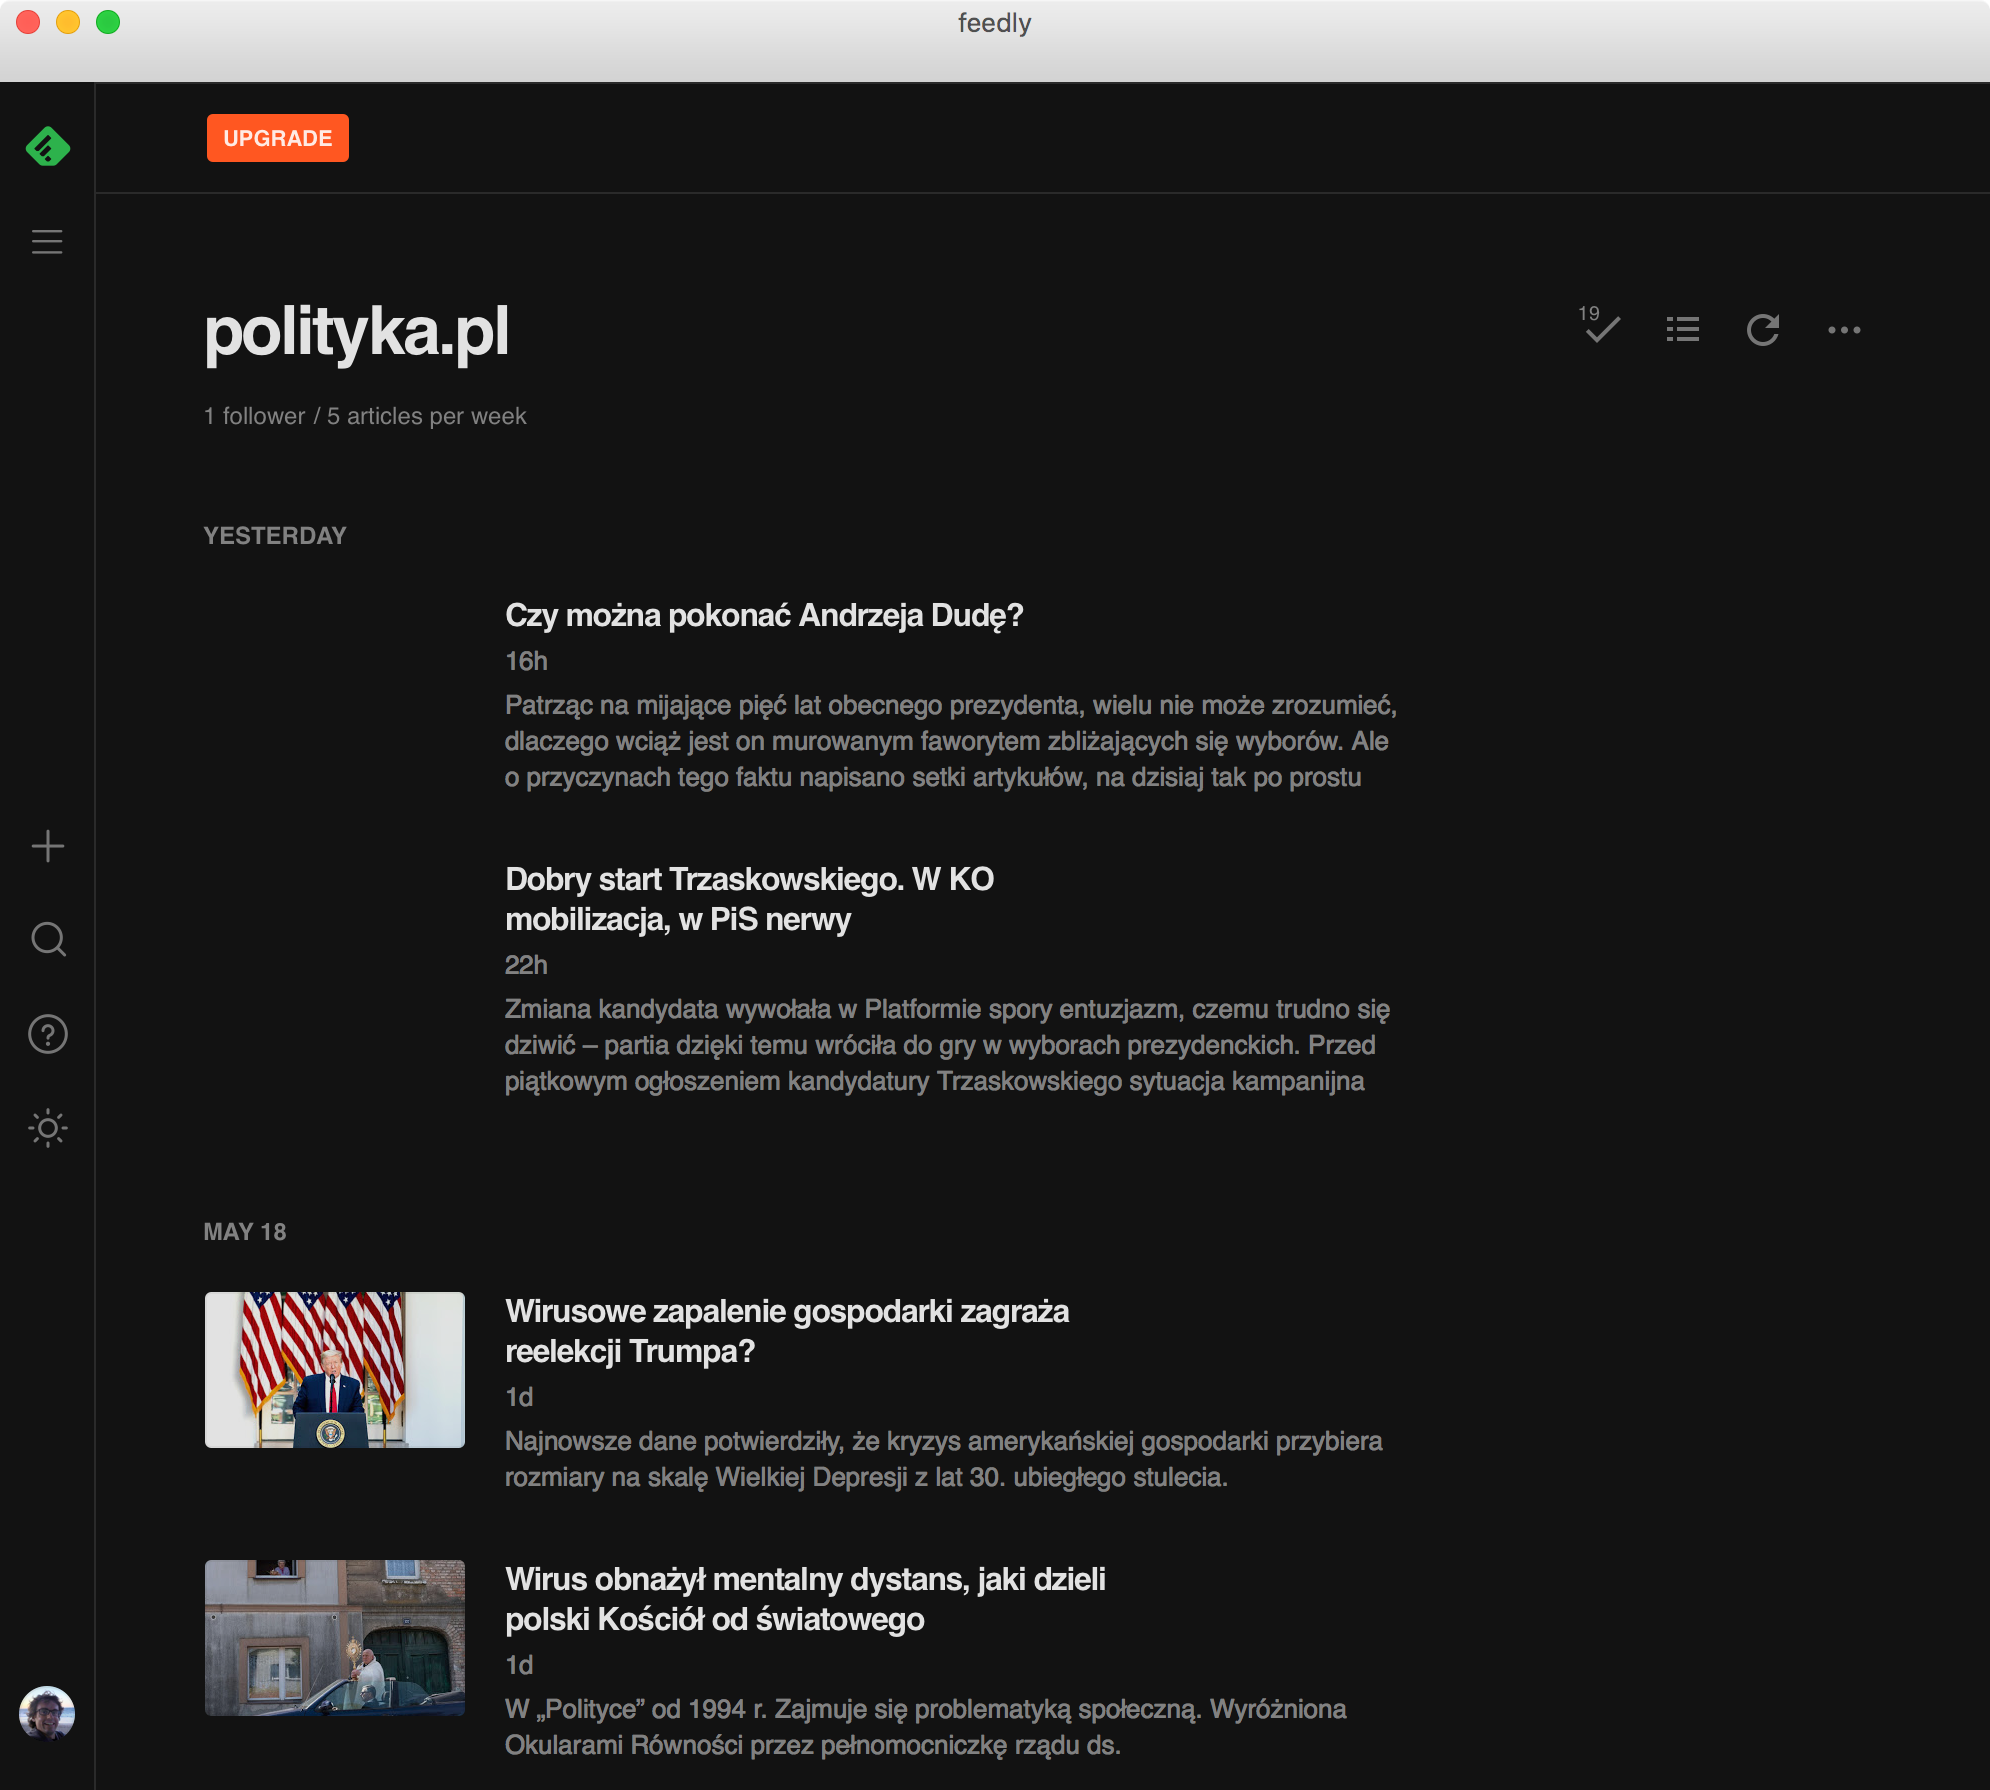 feedly
UPGRADE
polityka.pl
19
1 follower / 5 articles per week
YESTERDAY
Czy można pokonać Andrzeja Dudę?
16h
Patrząc na mijające pięć lat obecnego prezydenta, wielu nie może zrozumieć,
dlaczego wciąż jest on murowanym faworytem zbliżających się wyborów. Ale
o przyczynach tego faktu napisano setki artykułów, na dzisiaj tak po prostu
Dobry start Trzaskowskiego. W KO
mobilizacja, w PiS nerwy
22h
Zmiana kandydata wywołała w Platformie spory entuzjazm, czemu trudno się
dziwić – partia dzięki temu wróciła do gry w wyborach prezydenckich. Przed
piątkowym ogłoszeniem kandydatury Trzaskowskiego sytuacja kampanijna
MAY 18
Wirusowe zapalenie gospodarki zagraża
reelekcji Trumpa?
1d
Najnowsze dane potwierdziły, że kryzys amerykańskiej gospodarki przybiera
rozmiary na skalę Wielkiej Depresji z lat 30. ubiegłego stulecia.
Wirus obnażył mentalny dystans, jaki dzieli
polski Kościół od światowego
1d
W „Polityce” od 1994 r. Zajmuje się problematyką społeczną. Wyróżniona
Okularami Równości przez pełnomocniczkę rządu ds.